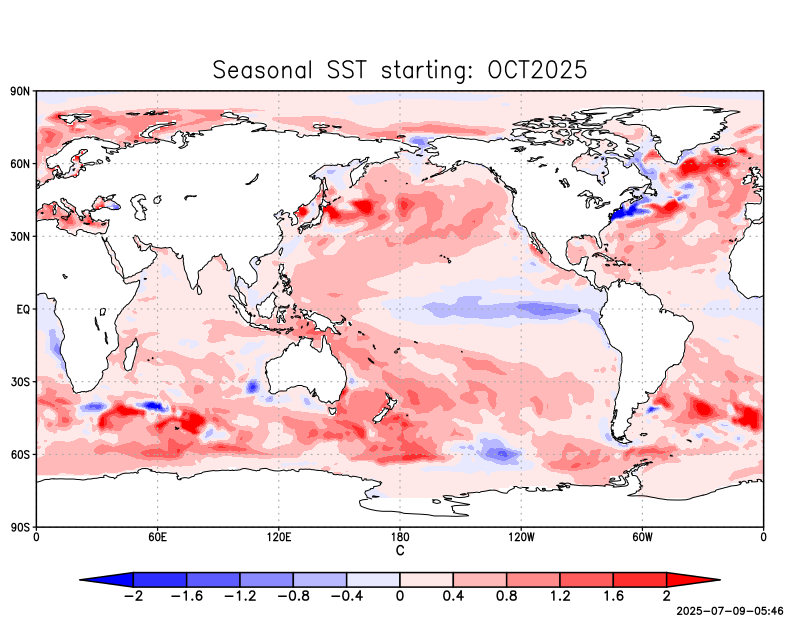 Seasonal SST starting: OCT2025
90N
60N
30N
EQ
30S
60S
90S
0 60E 120E 180 120W 60W 0
C
−2 −1.6 −1.2 −0.8 −0.4 0 0.4 0.8 1.2 1.6 2
2025-07-09-05:46